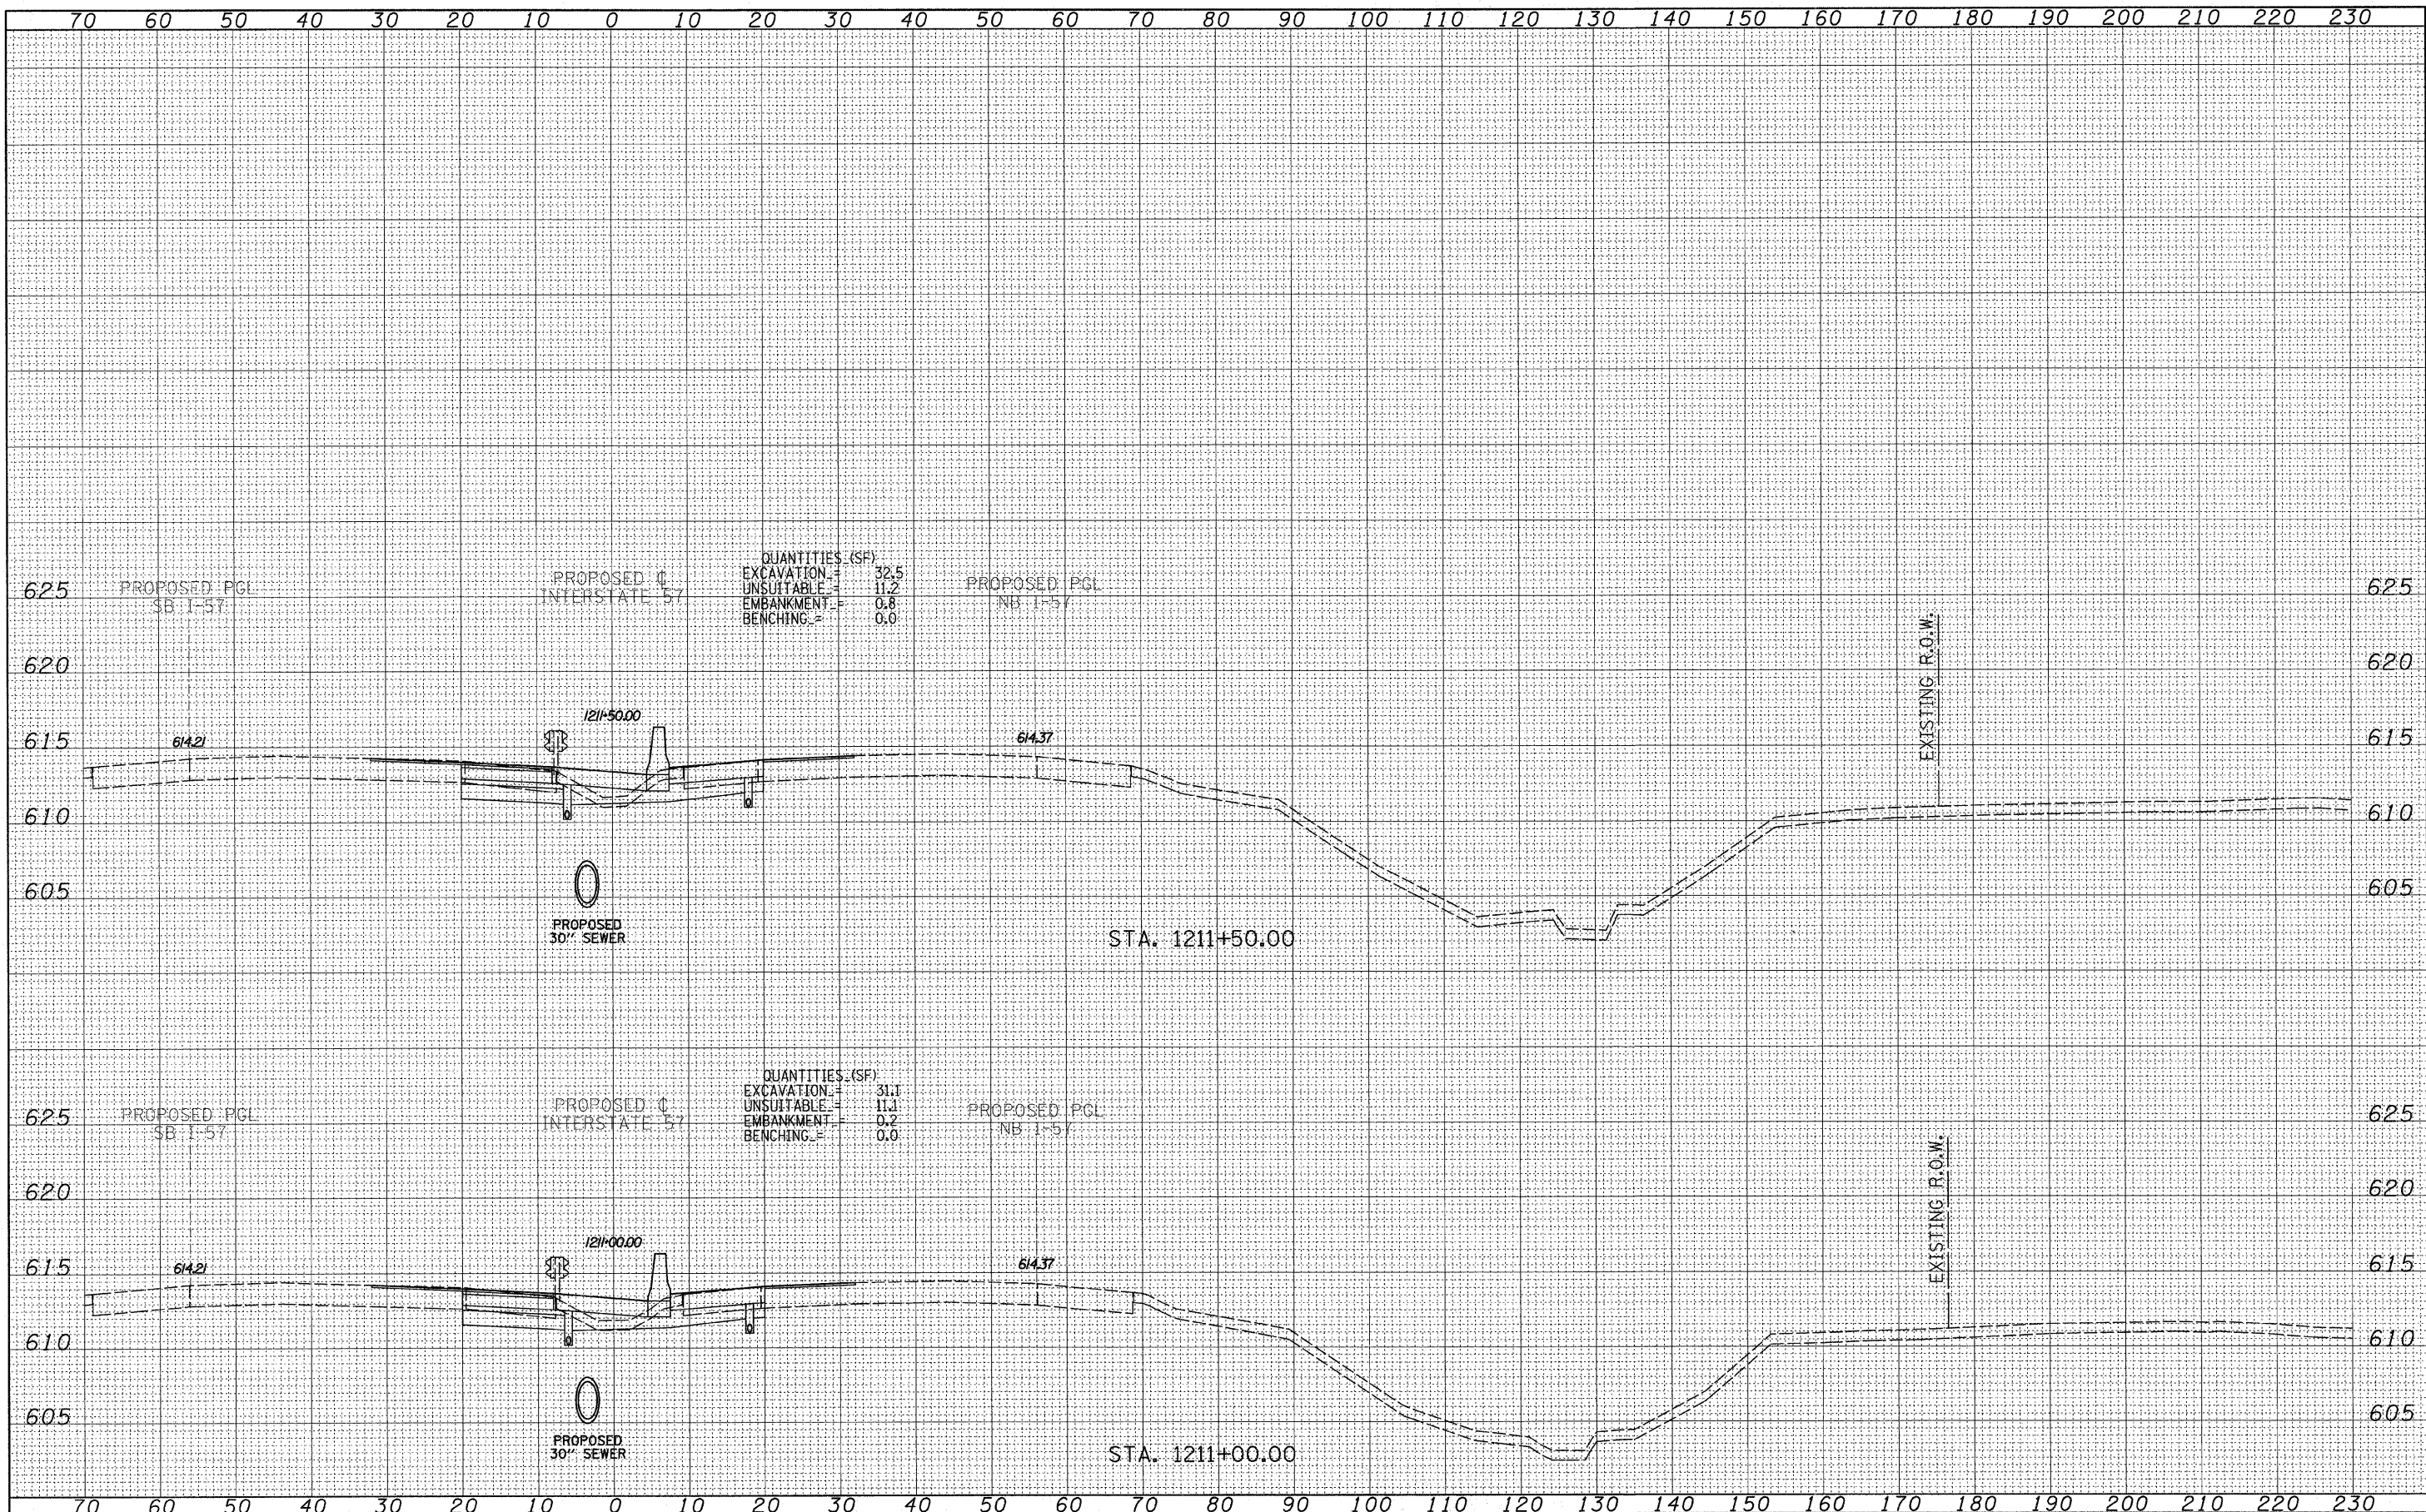 70 60 50 40 30 20 10 0 10 20 30 40 50 60 70 80 90 100 110 120 130 140 150 160 170 180 190 200 210 220 230
QUANTITIES (SF)
EXCAVATION = 32.5
UNSUITABLE = 11.2
EMBANKMENT = 0.8
BENCHING = 0.0
PROPOSED PGL
SB I-57
PROPOSED ℄
INTERSTATE 57
PROPOSED PGL
NB I-57
625 625
620 620
EXISTING R.O.W.
1211+50.00
615 614.21 614.37 615
610 610
605 605
PROPOSED
30" SEWER
STA. 1211+50.00
QUANTITIES (SF)
EXCAVATION = 31.1
UNSUITABLE = 11.1
EMBANKMENT = 0.2
BENCHING = 0.0
PROPOSED PGL
SB I-57
PROPOSED ℄
INTERSTATE 57
PROPOSED PGL
NB I-57
625 625
620 620
EXISTING R.O.W.
1211+00.00
615 614.21 614.37 615
610 610
605 605
PROPOSED
30" SEWER
STA. 1211+00.00
70 60 50 40 30 20 10 0 10 20 30 40 50 60 70 80 90 100 110 120 130 140 150 160 170 180 190 200 210 220 230